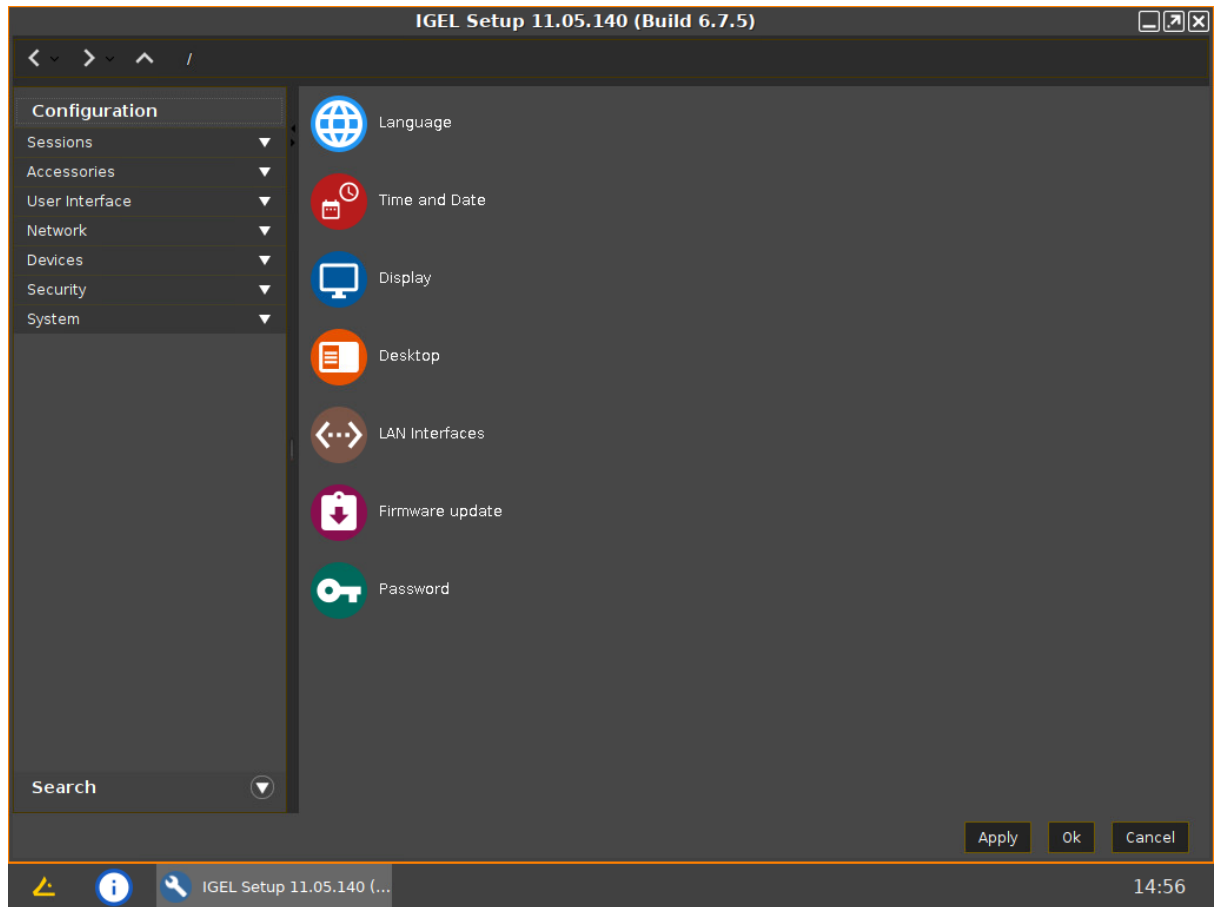 IGEL Setup 11.05.140 (Build 6.7.5)
/
Configuration
Sessions
Accessories
User Interface
Network
Devices
Security
System
Search
Language
Time and Date
Display
Desktop
LAN Interfaces
Firmware update
Password
Apply Ok Cancel
IGEL Setup 11.05.140 (... 14:56